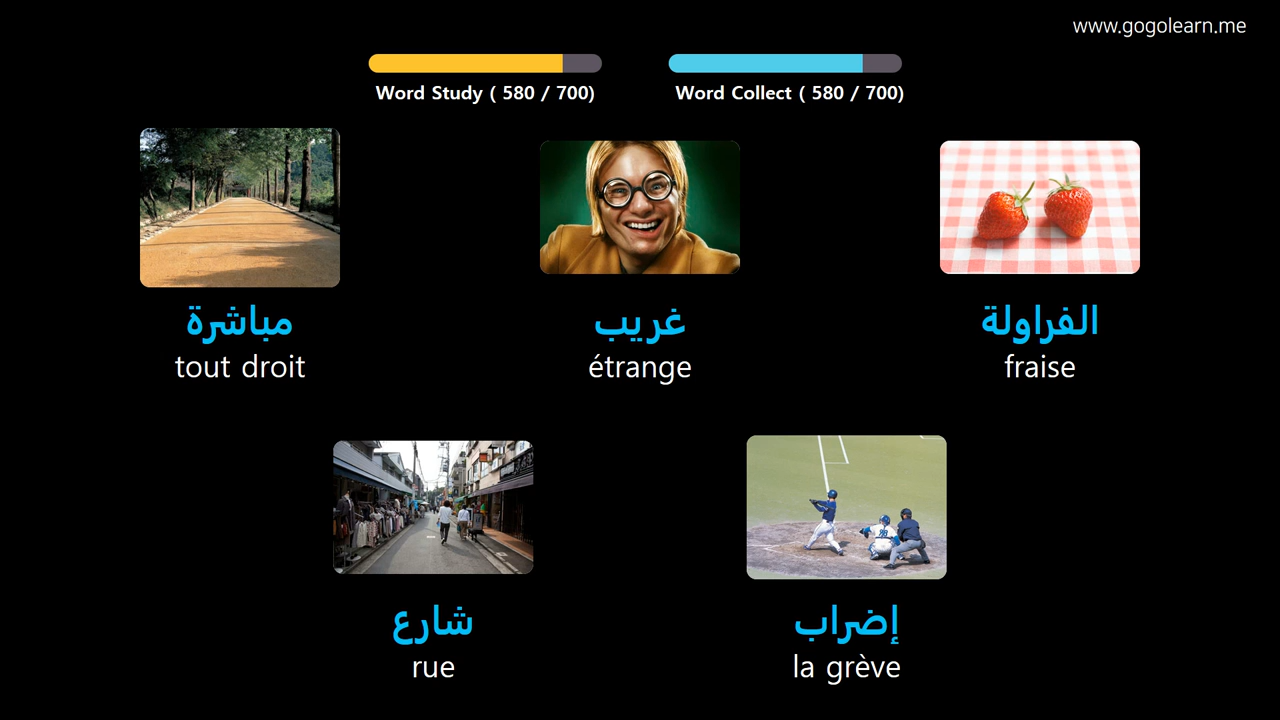 www.gogolearn.me
Word Study ( 580 / 700)
Word Collect ( 580 / 700)
مباشرة
tout droit
غريب
étrange
الفراولة
fraise
شارع
rue
إضراب
la grève